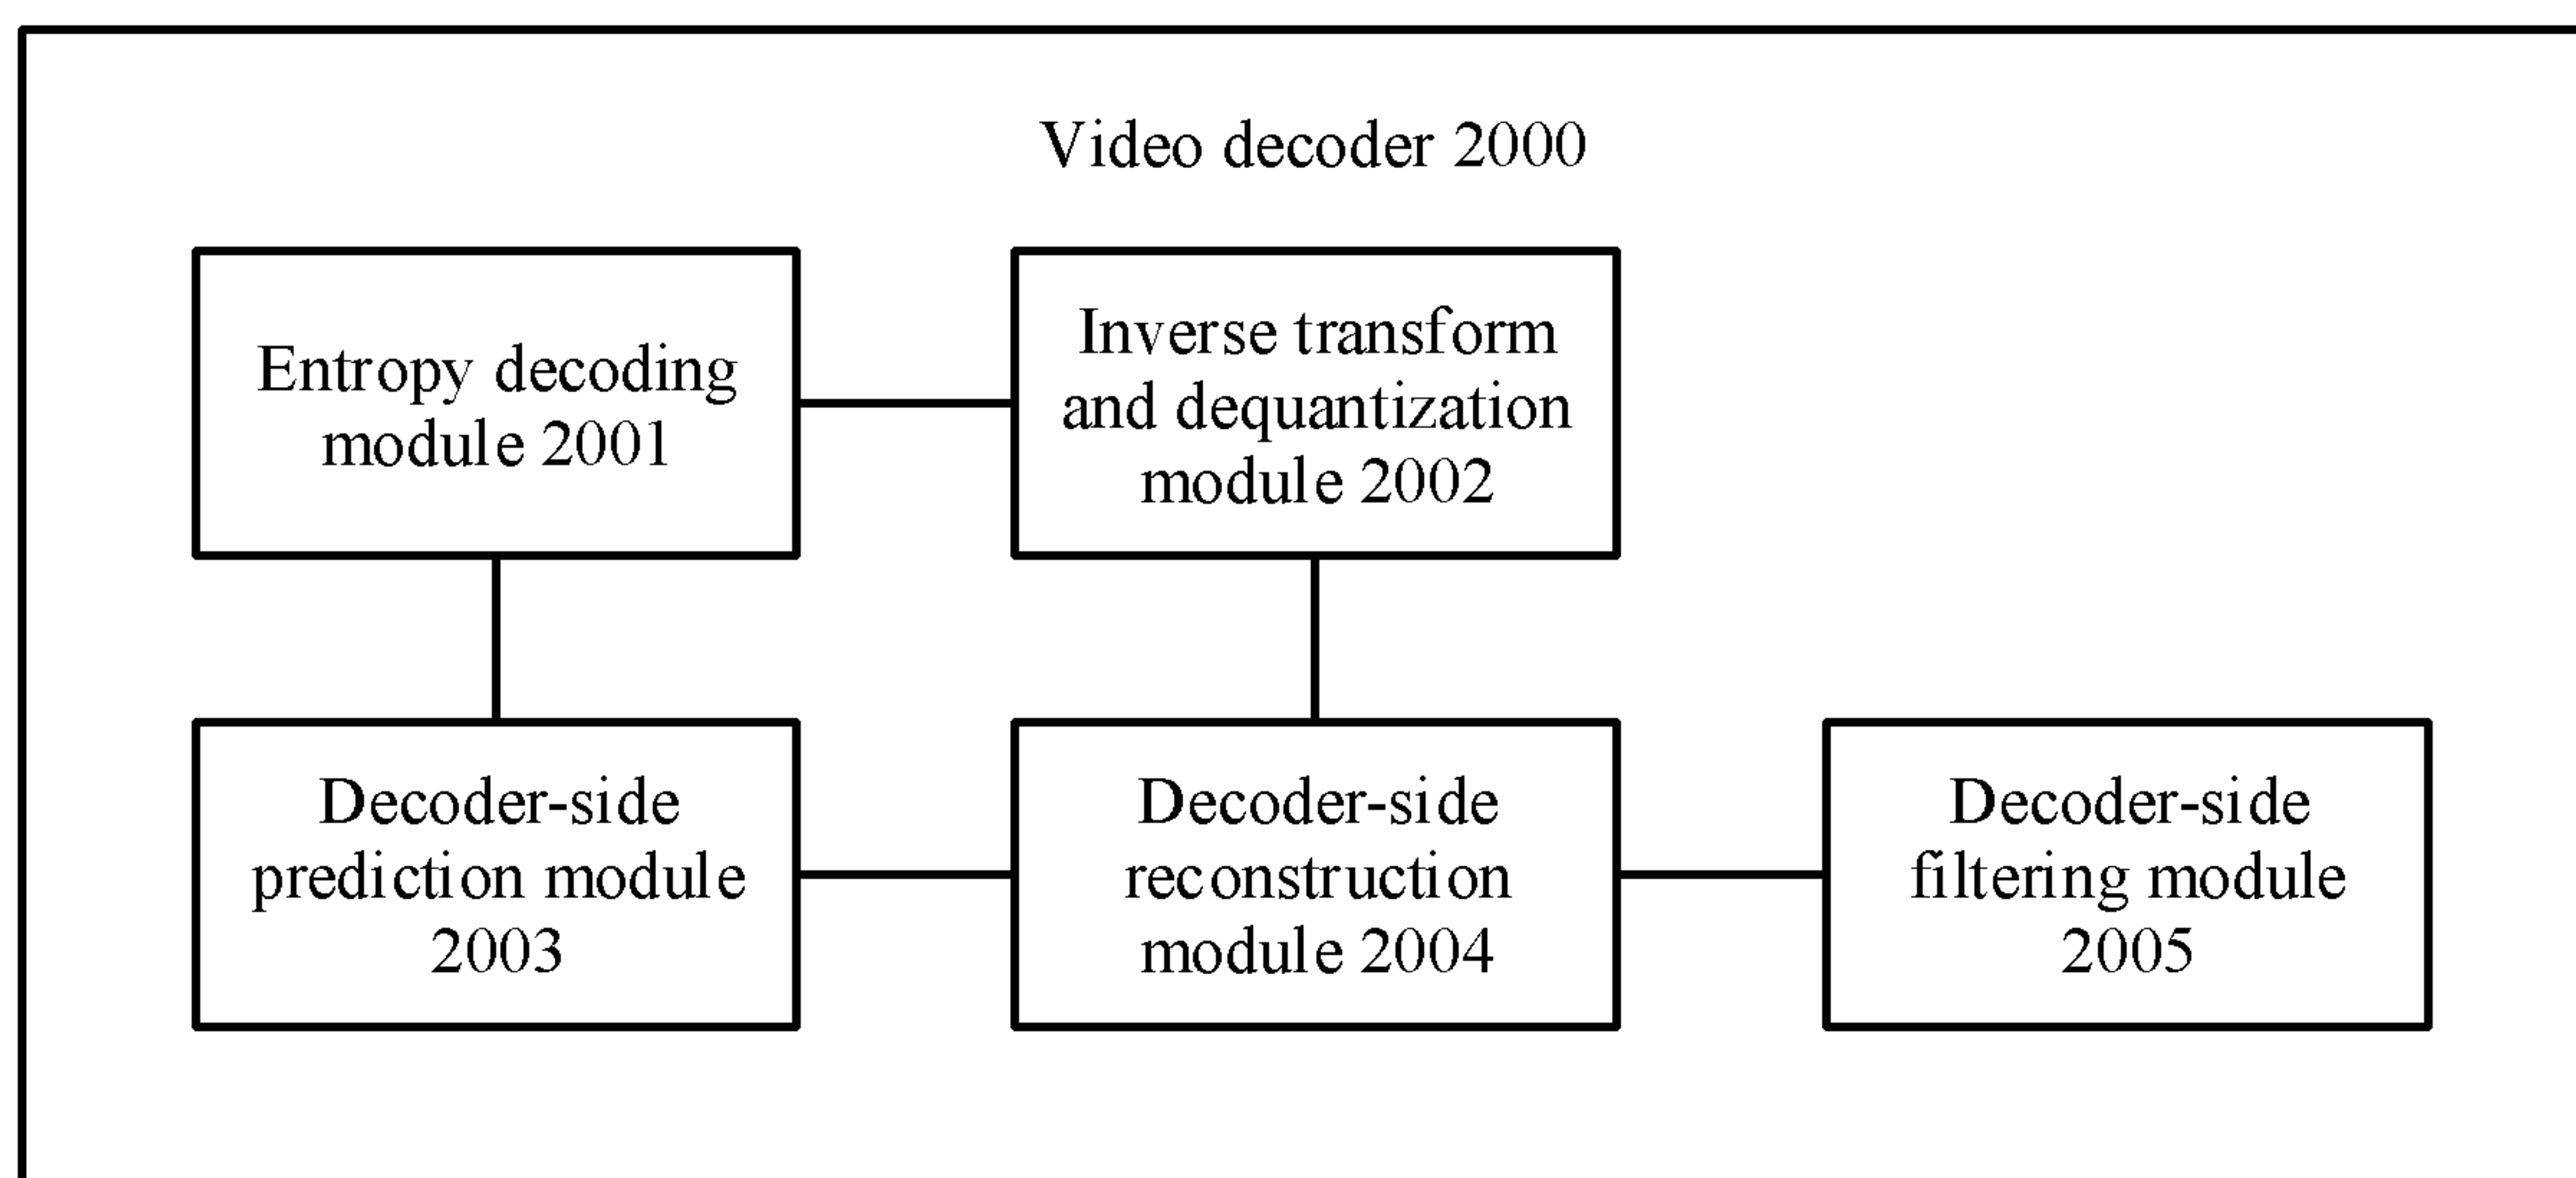 Video decoder 2000
Entropy decoding
module 2001
Inverse transform
and dequantization
module 2002
Decoder-side
prediction module
2003
Decoder-side
reconstruction
module 2004
Decoder-side
filtering module
2005